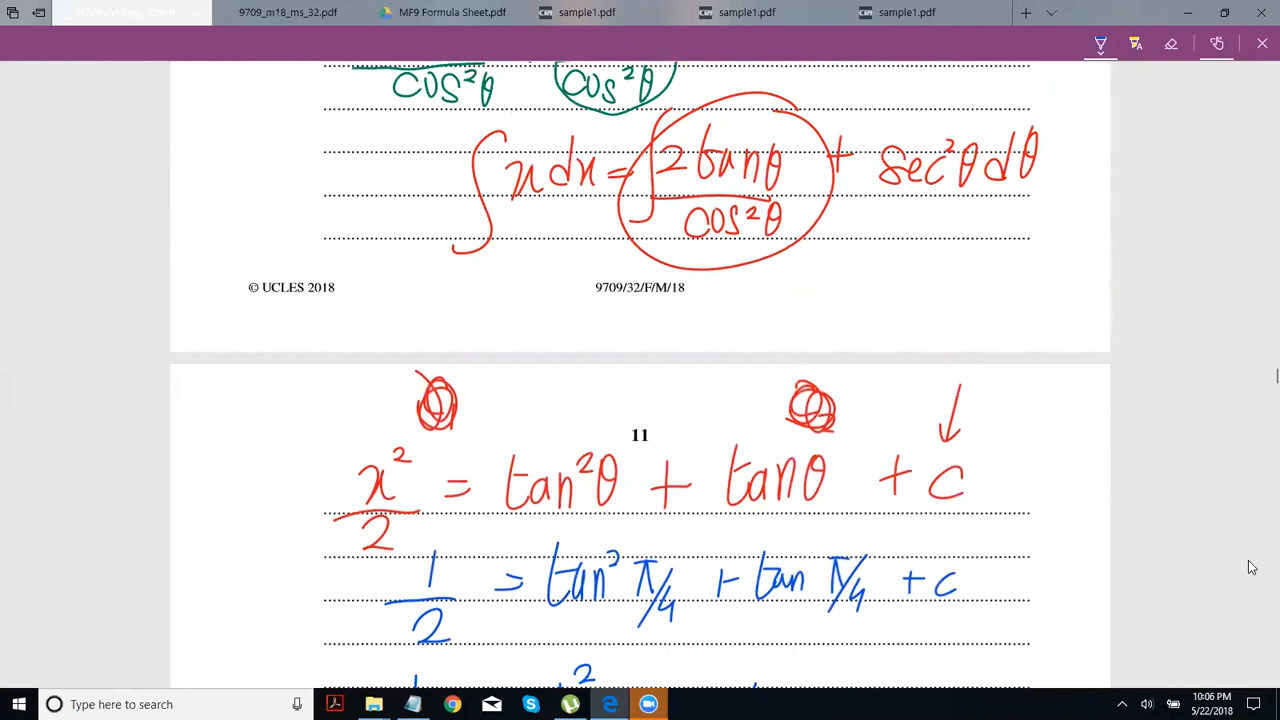 9709_m18_ms_32.pdf MF9 Formula Sheet.pdf sample1.pdf sample1.pdf sample1.pdf
cos²θ cos²θ
∫ x dx = ∫ 2 tanθ / cos²θ + sec²θ dθ
© UCLES 2018 9709/32/F/M/18
11
x²/2 = tan²θ + tanθ + c
1/2 = tan² π/4 + tan π/4 + c
2
Type here to search
10:06 PM
5/22/2018